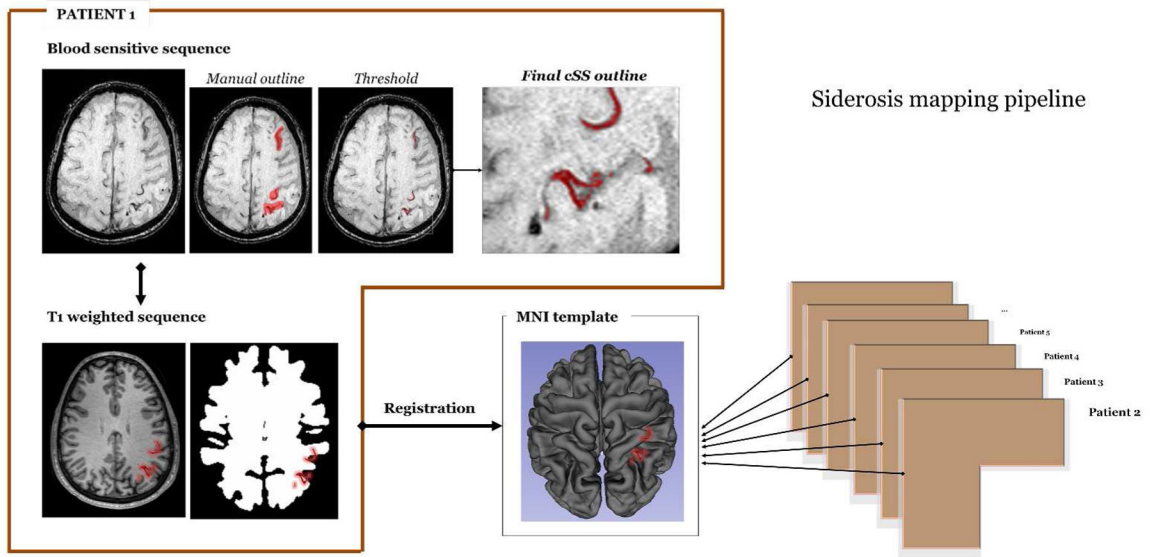 PATIENT 1
Blood sensitive sequence
Manual outline
Threshold
Final cSS outline
Siderosis mapping pipeline
T1 weighted sequence
Registration
MNI template
...
Patient 5
Patient 4
Patient 3
Patient 2